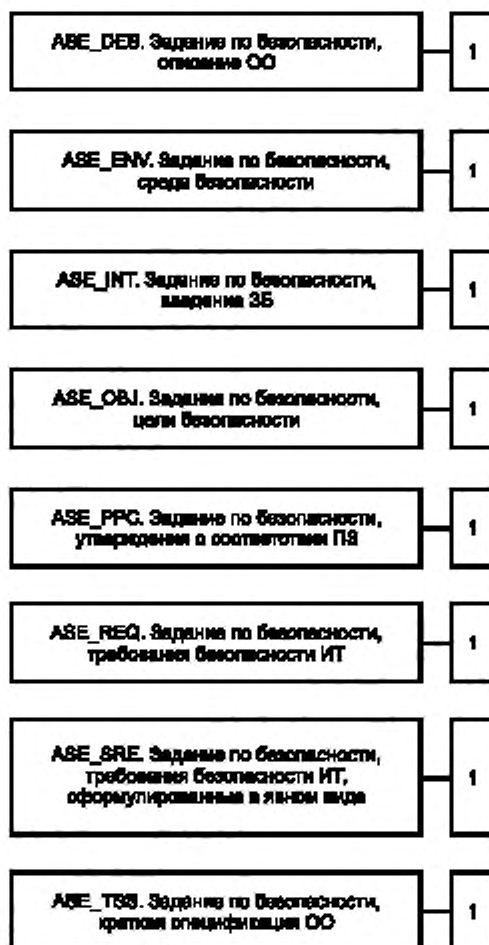 ASE_DES. Задание по безопасности,
описание ОО
1
ASE_ENV. Задание по безопасности,
среда безопасности
1
ASE_INT. Задание по безопасности,
введение ЗБ
1
ASE_OBJ. Задание по безопасности,
цели безопасности
1
ASE_PPC. Задание по безопасности,
утверждения о соответствии ПЗ
1
ASE_REQ. Задание по безопасности,
требования безопасности ИТ
1
ASE_SRE. Задание по безопасности,
требования безопасности ИТ,
сформулированные в явном виде
1
ASE_TSS. Задание по безопасности,
краткая спецификация ОО
1